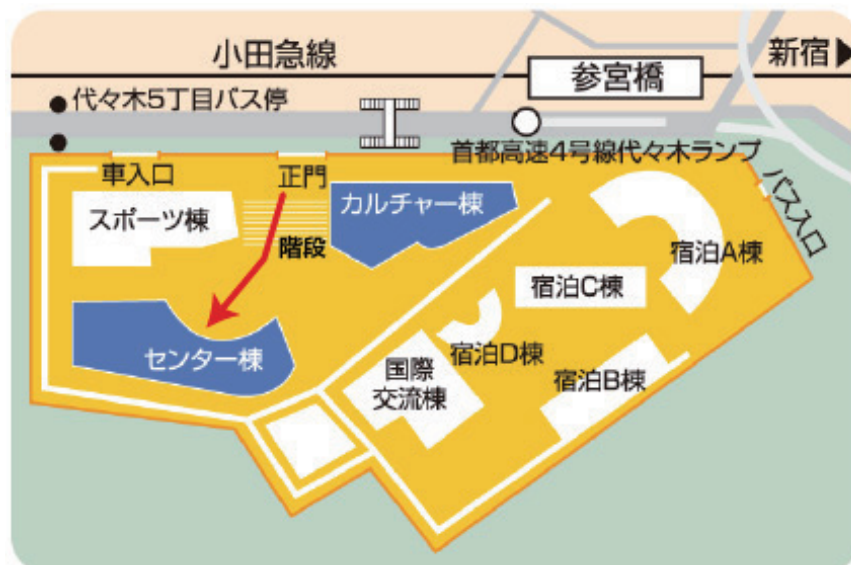 小田急線
新宿▶
参宮橋
代々木5丁目バス停
首都高速4号線代々木ランプ
車入口
正門
バス入口
スポーツ棟
カルチャー棟
階段
宿泊A棟
宿泊C棟
センター棟
宿泊D棟
国際
交流棟
宿泊B棟